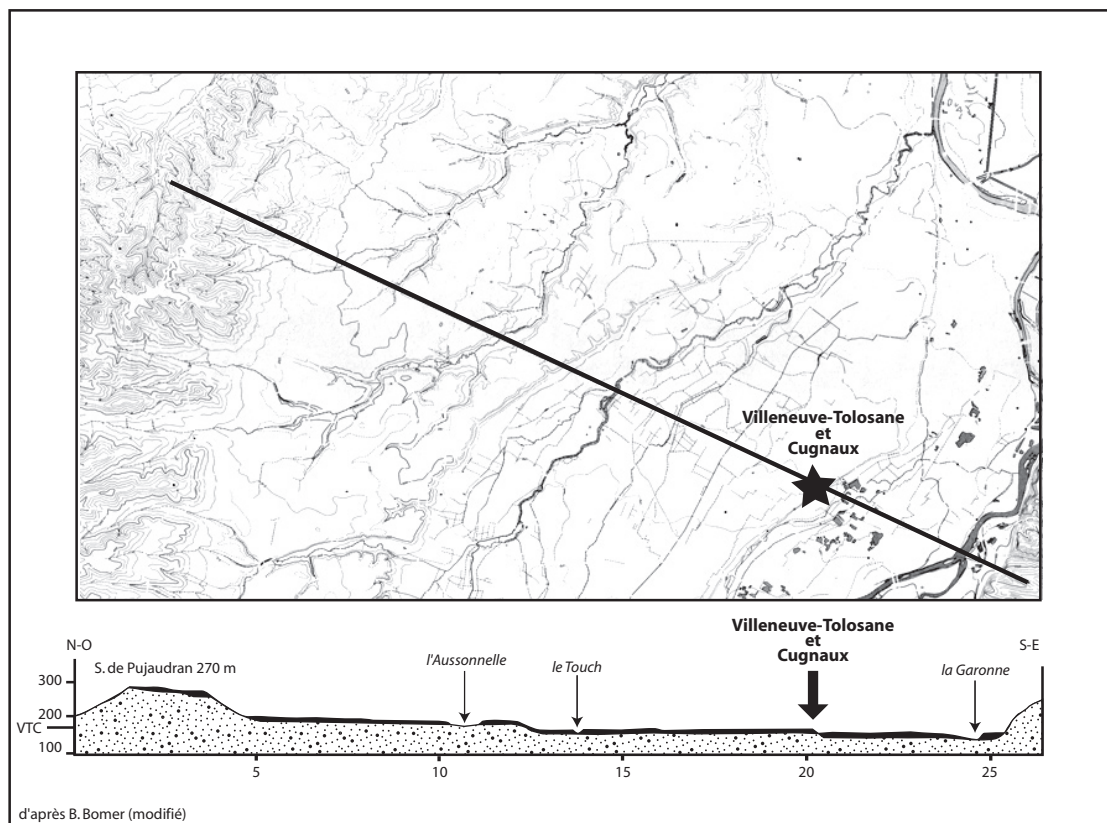 Villeneuve-Tolosane
et
Cugnaux
Villeneuve-Tolosane
et
Cugnaux
N-O
S-E
S. de Pujaudran 270 m
l'Aussonnelle
le Touch
la Garonne
300
200
VTC
100
5
10
15
20
25
d'après B. Bomer (modifié)